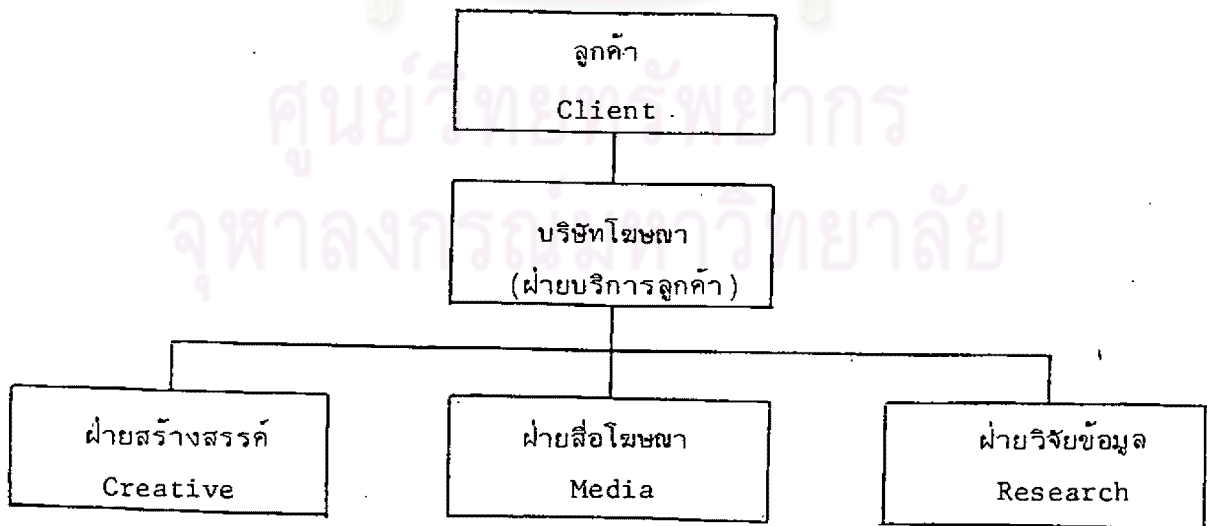 ลูกค้า
Client
ศูนย์วิทยทรัพยากร
จุฬาลงกรณ์มหาวิทยาลัย
บริษัทโฆษณา
(ฝ่ายบริการลูกค้า)
ฝ่ายสร้างสรรค์
Creative
ฝ่ายสื่อโฆษณา
Media
ฝ่ายวิจัยข้อมูล
Research